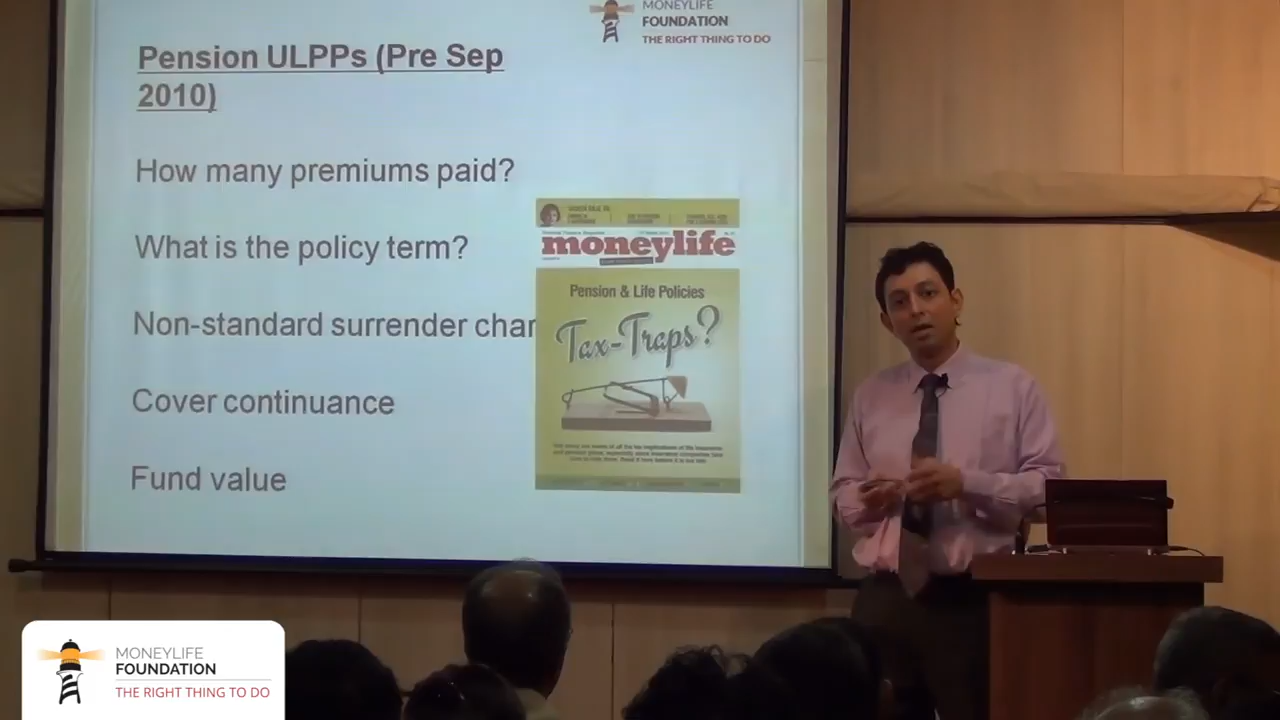 MONEYLIFE
FOUNDATION
THE RIGHT THING TO DO
Pension ULPPs (Pre Sep
2010)
How many premiums paid?
What is the policy term?
Non-standard surrender char
Cover continuance
Fund value
moneylife
Pension & Life Policies
Tax-Traps?
MONEYLIFE
FOUNDATION
THE RIGHT THING TO DO